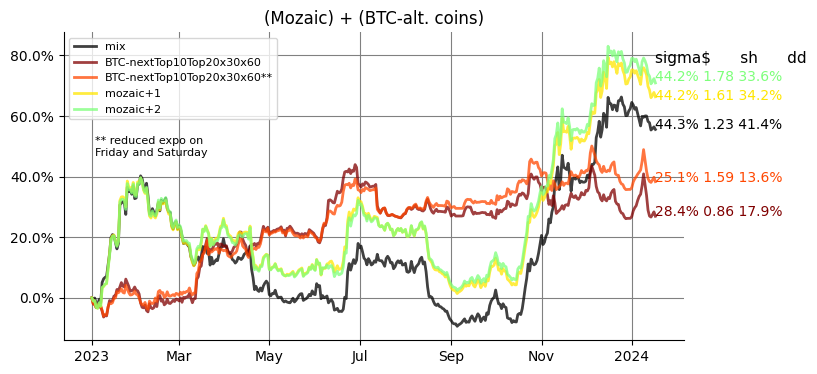 (Mozaic) + (BTC-alt. coins)
mix
BTC-nextTop10Top20x30x60
BTC-nextTop10Top20x30x60**
mozaic+1
mozaic+2
** reduced expo on
Friday and Saturday
sigma$ sh dd
44.2% 1.78 33.6%
44.2% 1.61 34.2%
44.3% 1.23 41.4%
25.1% 1.59 13.6%
28.4% 0.86 17.9%
80.0%
60.0%
40.0%
20.0%
0.0%
2023 Mar May Jul Sep Nov 2024